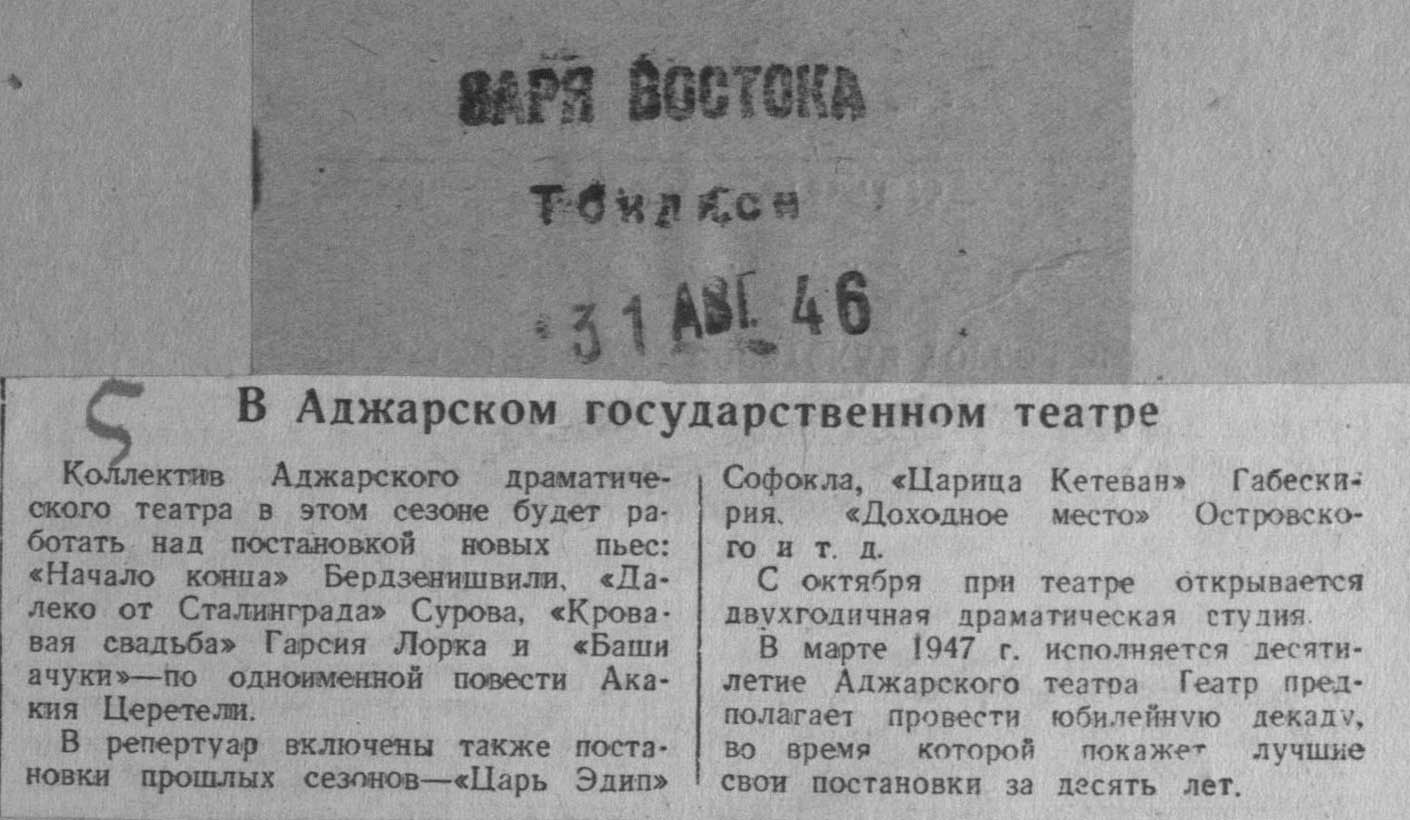 ЗАРЯ ВОСТОКА
Тбилиси
31 АВГ. 46
5
В Аджарском государственном театре
Коллектив Аджарского драматиче-
ского театра в этом сезоне будет ра-
ботать над постановкой новых пьес:
«Начало конца» Бердзенишвили, «Да-
леко от Сталинграда» Сурова, «Крова-
вая свадьба» Гарсия Лорка и «Баши
ачуки»—по одноименной повести Ака-
кия Церетели.
В репертуар включены также поста-
новки прошлых сезонов—«Царь Эдип»
Софокла, «Царица Кетеван» Габески-
рия, «Доходное место» Островско-
го и т. д.
С октября при театре открывается
двухгодичная драматическая студия.
В марте 1947 г. исполняется десяти-
летие Аджарского театра Театр пред-
полагает провести юбилейную декаду,
во время которой покажет лучшие
свои постановки за десять лет.